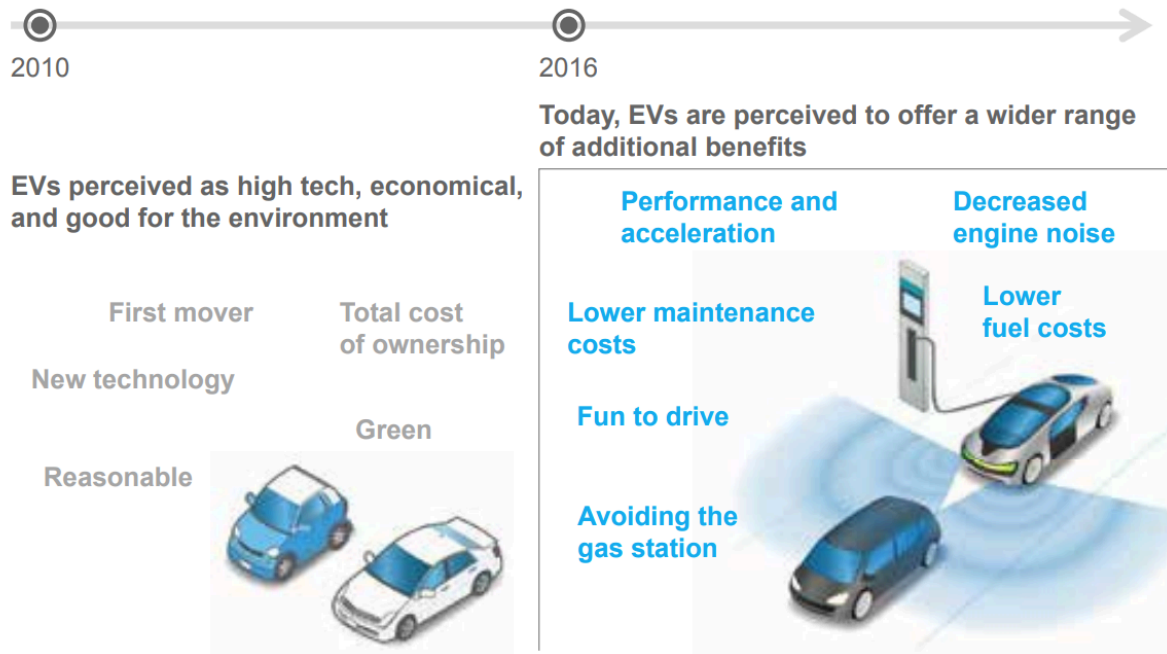 2010
2016
EVs perceived as high tech, economical,
and good for the environment
First mover
Total cost
of ownership
New technology
Green
Reasonable
Today, EVs are perceived to offer a wider range
of additional benefits
Performance and
acceleration
Decreased
engine noise
Lower maintenance
costs
Lower
fuel costs
Fun to drive
Avoiding the
gas station